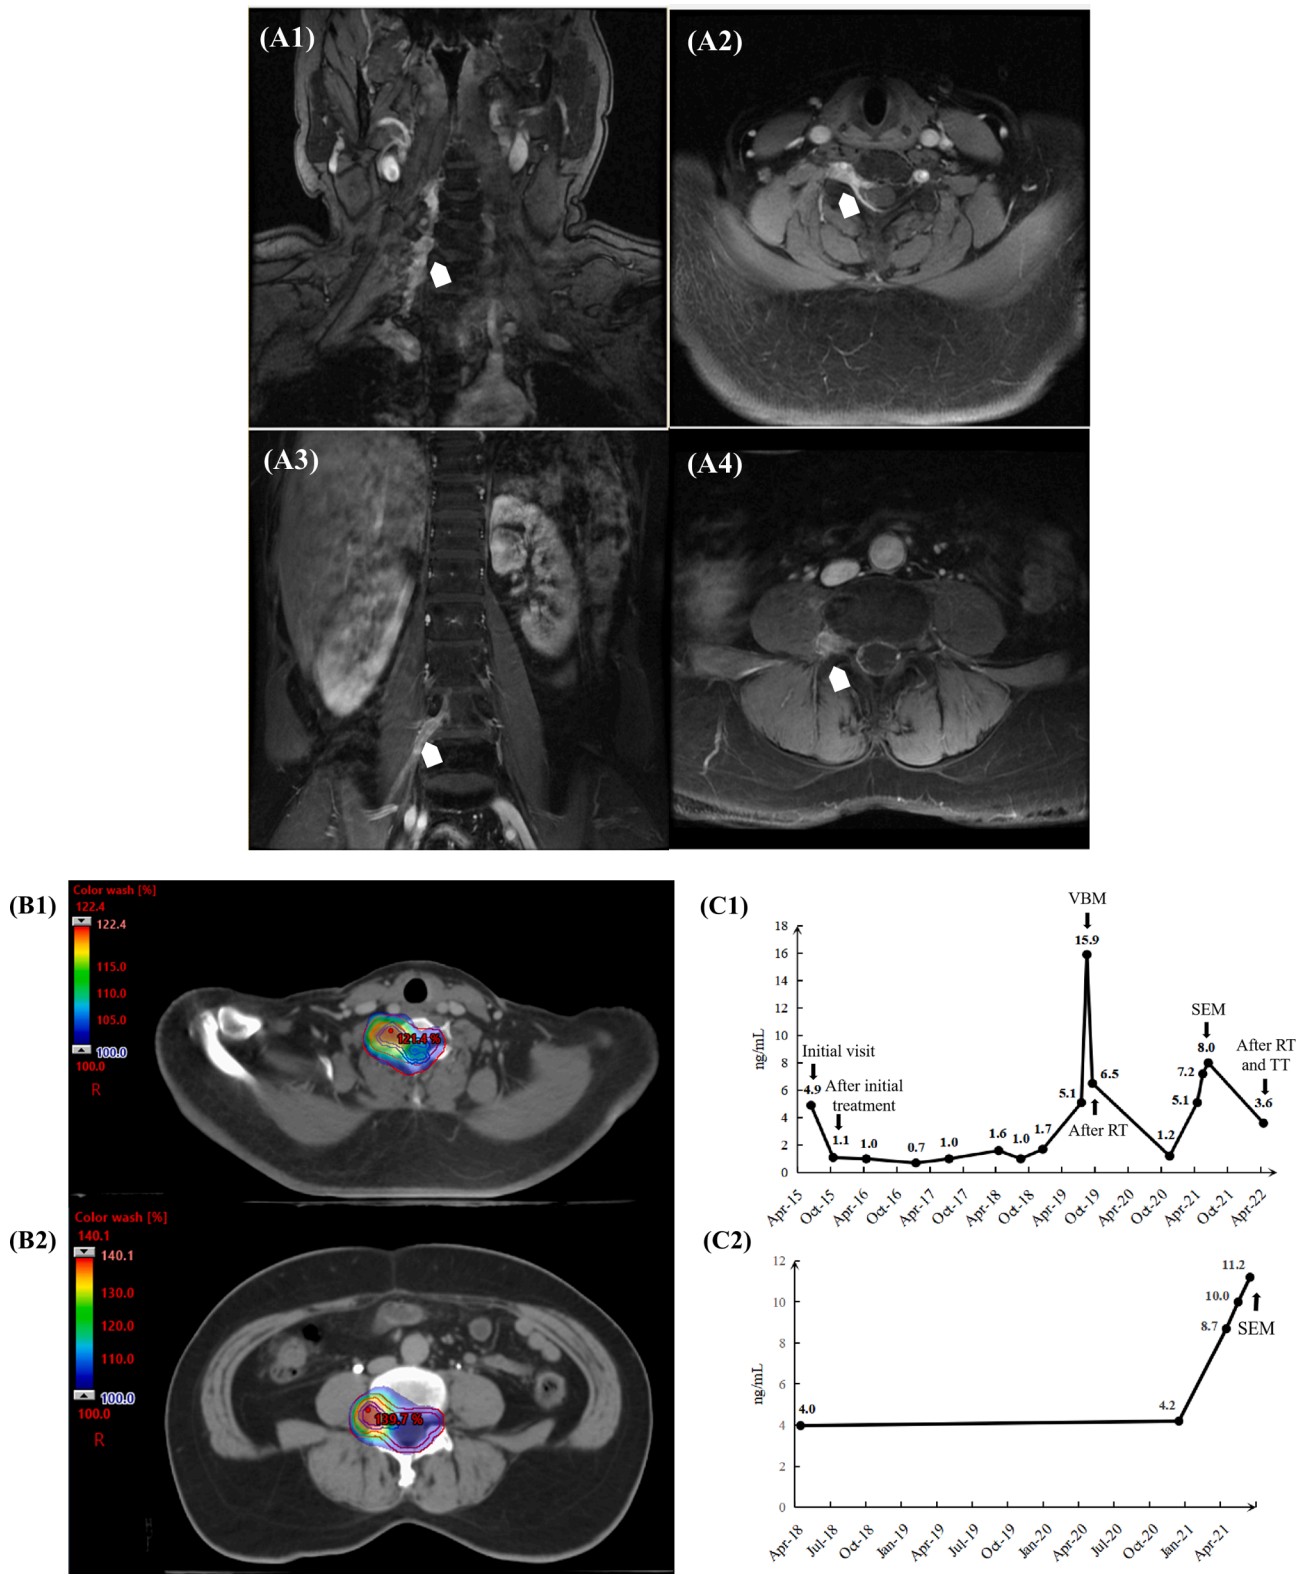 (A1)
(A2)
(A3)
(A4)
(B1)
Color wash [%]
122.4
122.4
115.0
110.0
105.0
100.0
100.0
R
121.4 %
(B2)
Color wash [%]
140.1
140.1
130.0
120.0
110.0
100.0
100.0
R
139.7 %
(C1)
VBM
ng/mL
18
16
14
12
10
8
6
4
2
0
Initial visit
4.9
After initial
treatment
1.1
1.0
0.7
1.0
1.6
1.0
1.7
5.1
15.9
6.5
After RT
1.2
5.1
7.2
8.0
SEM
After RT
and TT
3.6
Apr-15
Oct-15
Apr-16
Oct-16
Apr-17
Oct-17
Apr-18
Oct-18
Apr-19
Oct-19
Apr-20
Oct-20
Apr-21
Oct-21
Apr-22
(C2)
ng/mL
12
10
8
6
4
2
0
4.0
4.2
8.7
10.0
11.2
SEM
Apr-18
Jul-18
Oct-18
Jan-19
Apr-19
Jul-19
Oct-19
Jan-20
Apr-20
Jul-20
Oct-20
Jan-21
Apr-21